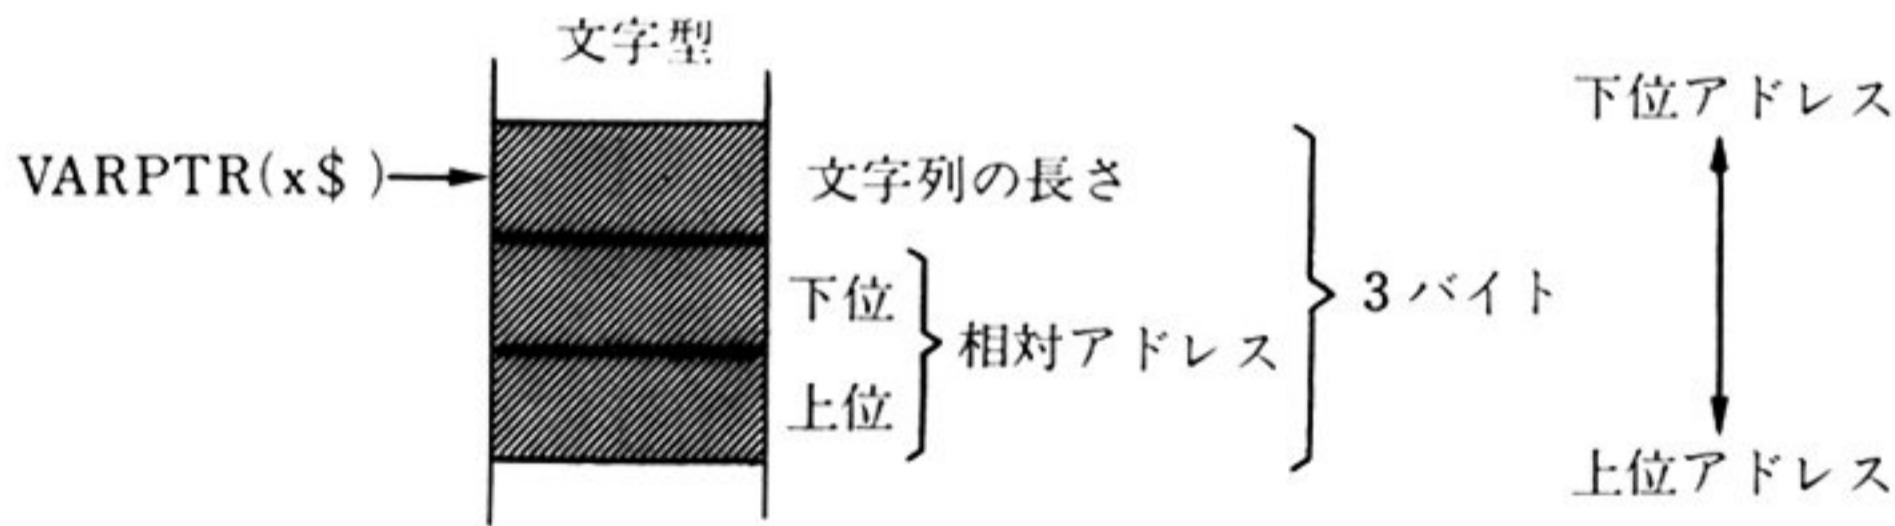 文字型
下位アドレス
VARPTR(x$ )
文字列の長さ
下位
3バイト
相対アドレス
上位
上位アドレス